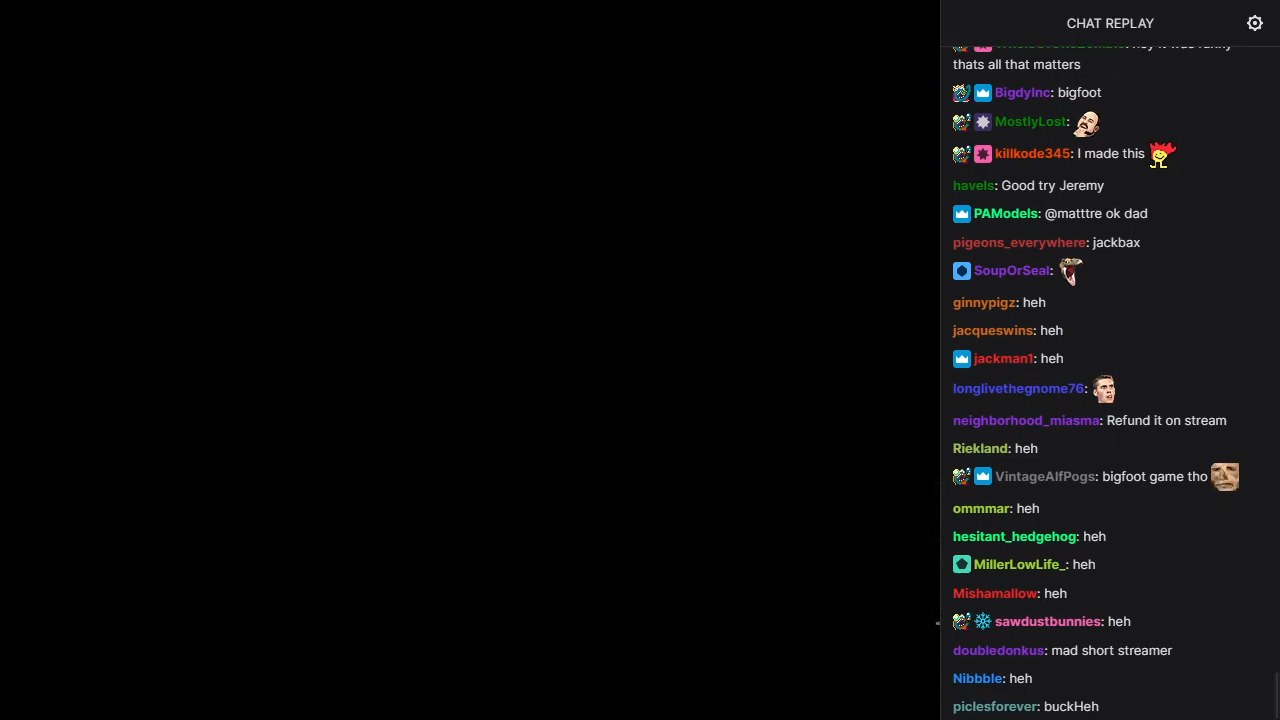 CHAT REPLAY
thats all that matters
BigdyInc: bigfoot
MostlyLost:
killkode345: I made this
havels: Good try Jeremy
PAModels: @matttre ok dad
pigeons_everywhere: jackbax
SoupOrSeal:
ginnypigz: heh
jacqueswins: heh
jackman1: heh
longlivethegnome76:
neighborhood_miasma: Refund it on stream
Riekland: heh
VintageAlfPogs: bigfoot game tho
ommmar: heh
hesitant_hedgehog: heh
MillerLowLife_: heh
Mishamallow: heh
sawdustbunnies: heh
doubledonkus: mad short streamer
Nibbble: heh
piclesforever: buckHeh